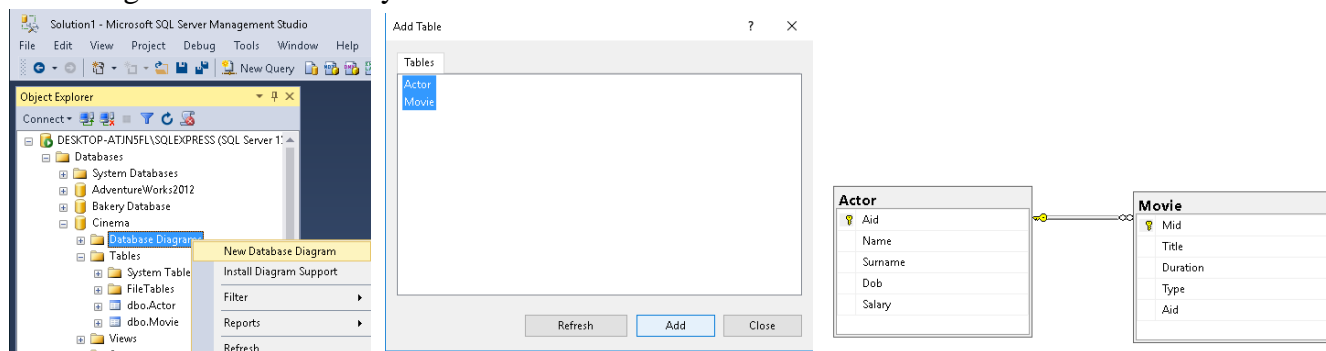 Solution1 - Microsoft SQL Server Management Studio
File Edit View Project Debug Tools Window Help
New Query
Object Explorer
Connect
DESKTOP-ATJN5FL\SQLEXPRESS (SQL Server 1
Databases
System Databases
AdventureWorks2012
Bakery Database
Cinema
Database Diagram
Tables
System Table
FileTables
dbo.Actor
dbo.Movie
Views
New Database Diagram
Install Diagram Support
Filter
Reports
Refresh
Add Table
Tables
Actor
Movie
Refresh Add Close
Actor
Aid
Name
Surname
Dob
Salary
Movie
Mid
Title
Duration
Type
Aid